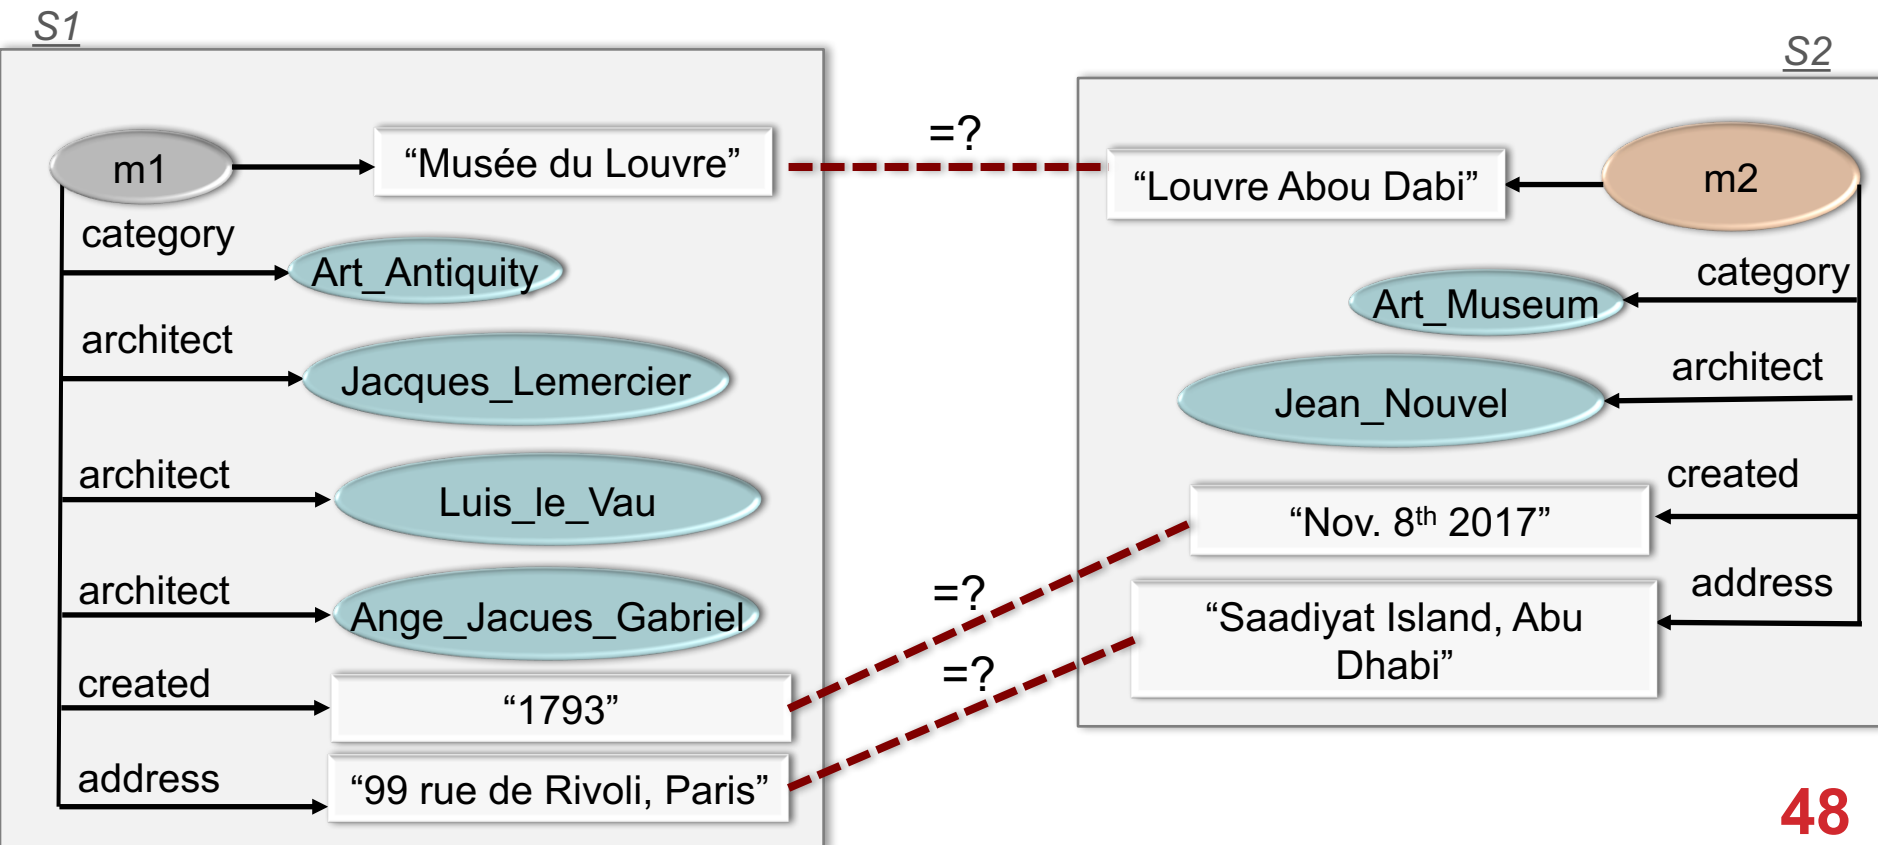 S1
m1
“Musée du Louvre”
category
Art_Antiquity
architect
Jacques_Lemercier
architect
Luis_le_Vau
architect
Ange_Jacues_Gabriel
created
“1793”
address
“99 rue de Rivoli, Paris”
=?
=?
=?
S2
“Louvre Abou Dabi”
m2
category
Art_Museum
architect
Jean_Nouvel
created
“Nov. 8th 2017”
address
“Saadiyat Island, Abu
Dhabi”
48